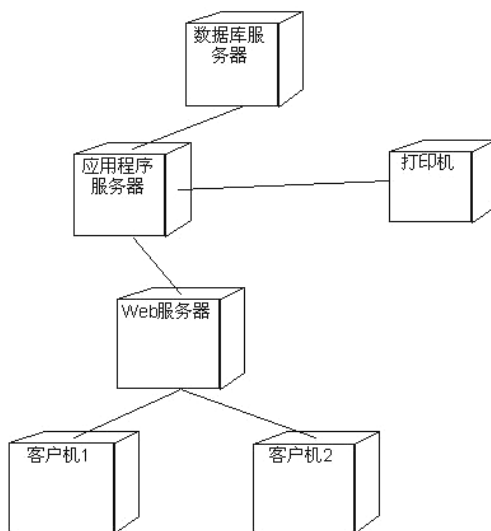 数据库服
务器
应用程序
服务器
打印机
Web服务器
客户机1
客户机2